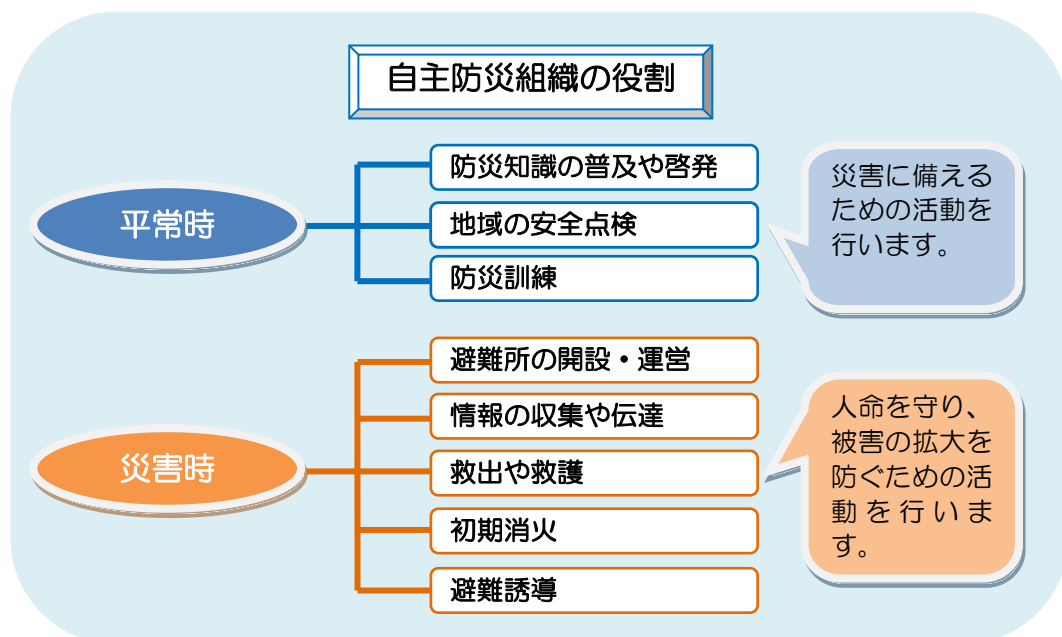 自主防災組織の役割
平常時
防災知識の普及や啓発
地域の安全点検
防災訓練
災害に備える
ための活動を
行います。
災害時
避難所の開設・運営
情報の収集や伝達
救出や救護
初期消火
避難誘導
人命を守り、
被害の拡大を
防ぐための活
動を行いま
す。